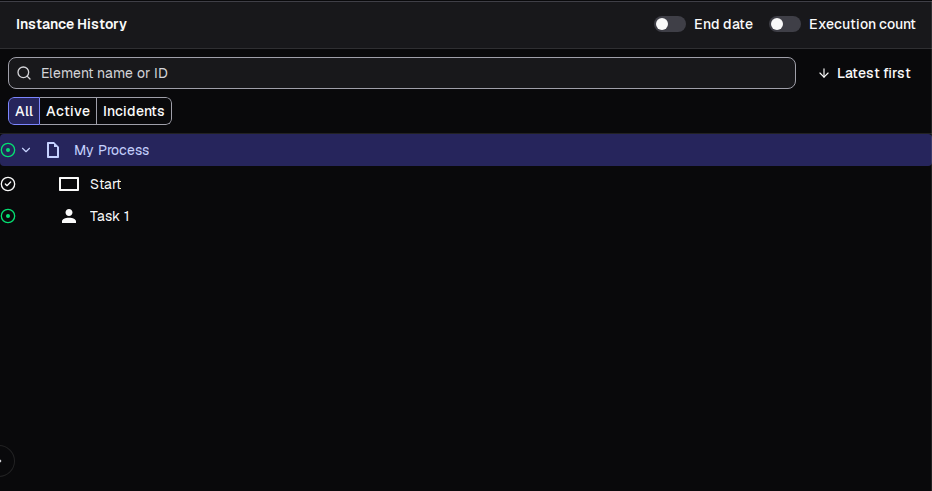 Instance History
End date
Execution count
Element name or ID
Latest first
All
Active
Incidents
My Process
Start
Task 1